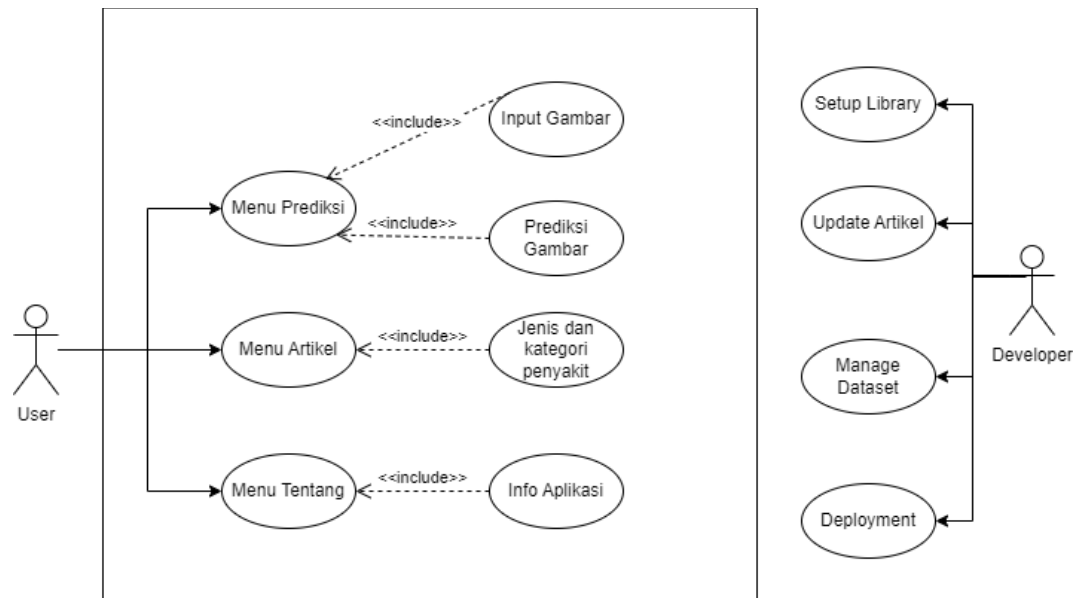 Input Gambar
<<include>>
Menu Prediksi
<<include>>
Prediksi
Gambar
Menu Artikel
<<include>>
Jenis dan
kategori
penyakit
Menu Tentang
<<include>>
Info Aplikasi
User
Setup Library
Update Artikel
Manage
Dataset
Deployment
Developer